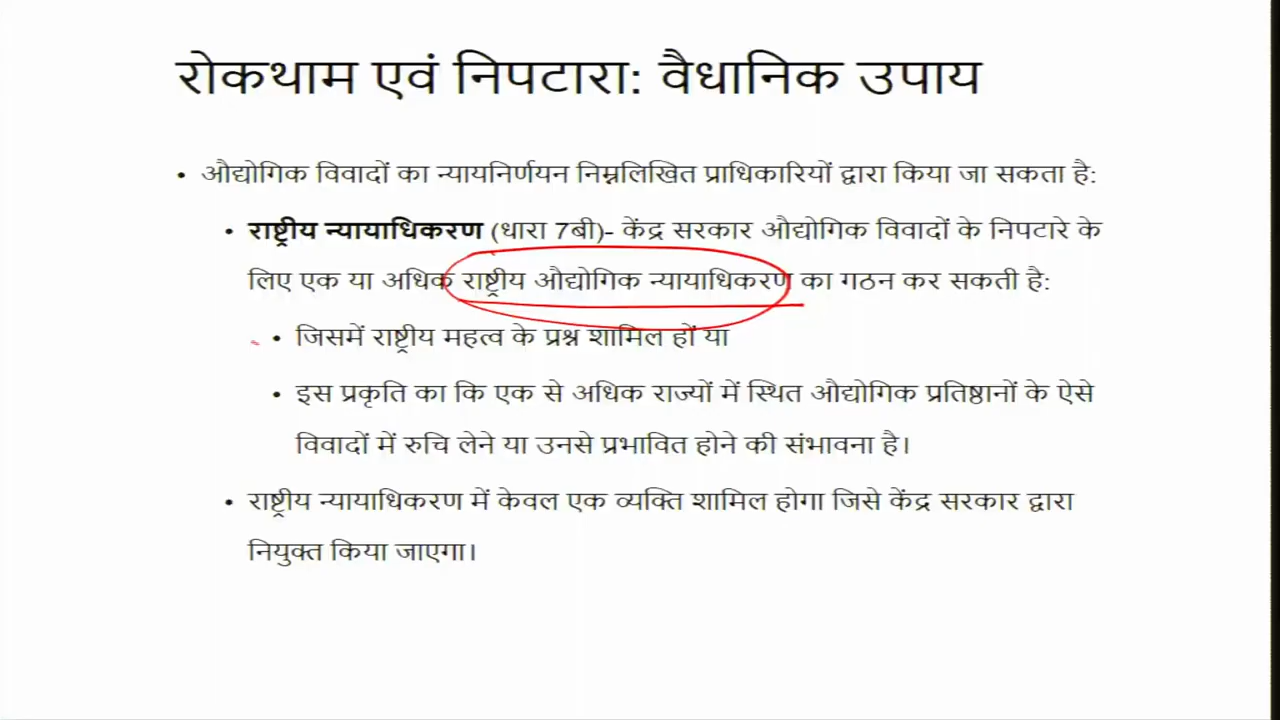 रोकथाम एवं निपटारा: वैधानिक उपाय
• औद्योगिक विवादों का न्यायनिर्णयन निम्नलिखित प्राधिकारियों द्वारा किया जा सकता है:
• राष्ट्रीय न्यायाधिकरण (धारा 7बी)- केंद्र सरकार औद्योगिक विवादों के निपटारे के
लिए एक या अधिक राष्ट्रीय औद्योगिक न्यायाधिकरण का गठन कर सकती है:
• जिसमें राष्ट्रीय महत्व के प्रश्न शामिल हों या
• इस प्रकृति का कि एक से अधिक राज्यों में स्थित औद्योगिक प्रतिष्ठानों के ऐसे
विवादों में रुचि लेने या उनसे प्रभावित होने की संभावना है।
• राष्ट्रीय न्यायाधिकरण में केवल एक व्यक्ति शामिल होगा जिसे केंद्र सरकार द्वारा
नियुक्त किया जाएगा।